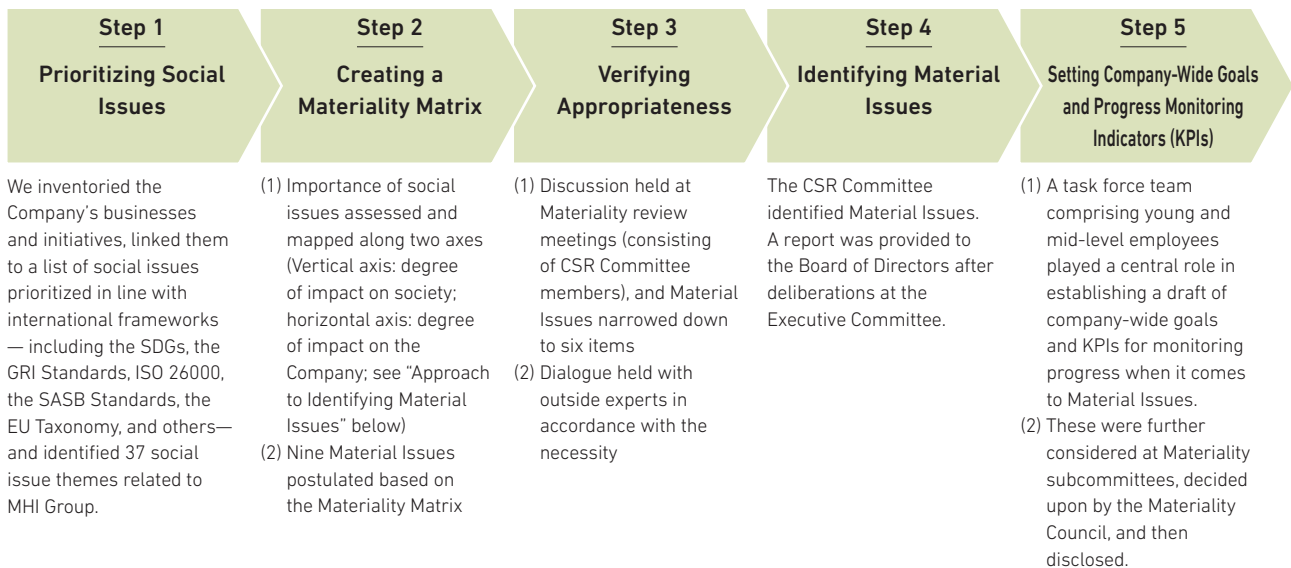 Step 1
Prioritizing Social
Issues
We inventoried the
Company’s businesses
and initiatives, linked them
to a list of social issues
prioritized in line with
international frameworks
— including the SDGs, the
GRI Standards, ISO 26000,
the SASB Standards, the
EU Taxonomy, and others—
and identified 37 social
issue themes related to
MHI Group.
Step 2
Creating a
Materiality Matrix
(1) Importance of social
issues assessed and
mapped along two axes
(Vertical axis: degree
of impact on society;
horizontal axis: degree
of impact on the
Company; see “Approach
to Identifying Material
Issues” below)
(2) Nine Material Issues
postulated based on
the Materiality Matrix
Step 3
Verifying
Appropriateness
(1) Discussion held at
Materiality review
meetings (consisting
of CSR Committee
members), and Material
Issues narrowed down
to six items
(2) Dialogue held with
outside experts in
accordance with the
necessity
Step 4
Identifying Material
Issues
The CSR Committee
identified Material Issues.
A report was provided to
the Board of Directors after
deliberations at the
Executive Committee.
Step 5
Setting Company-Wide Goals
and Progress Monitoring
Indicators (KPIs)
(1) A task force team
comprising young and
mid-level employees
played a central role in
establishing a draft of
company-wide goals
and KPIs for monitoring
progress when it comes
to Material Issues.
(2) These were further
considered at Materiality
subcommittees, decided
upon by the Materiality
Council, and then
disclosed.